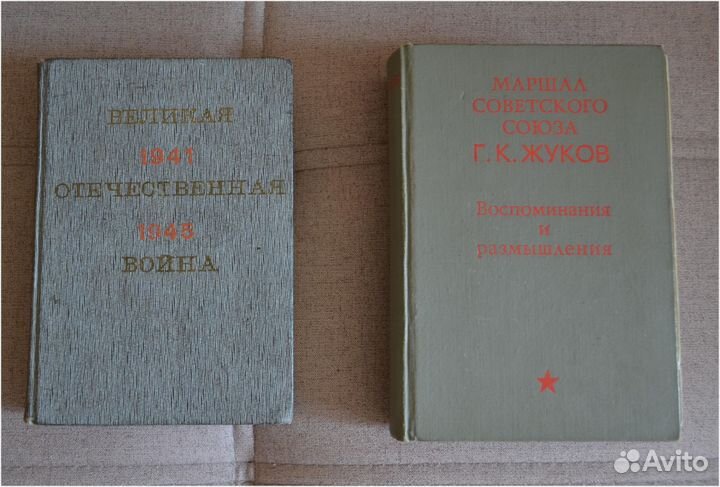 ВЕЛИКАЯ
1941
ОТЕЧЕСТВЕННАЯ
1945
ВОЙНА
МАРШАЛ
СОВЕТСКОГО
СОЮЗА
Г. К. ЖУКОВ
Воспоминания
и
размышления
Avito